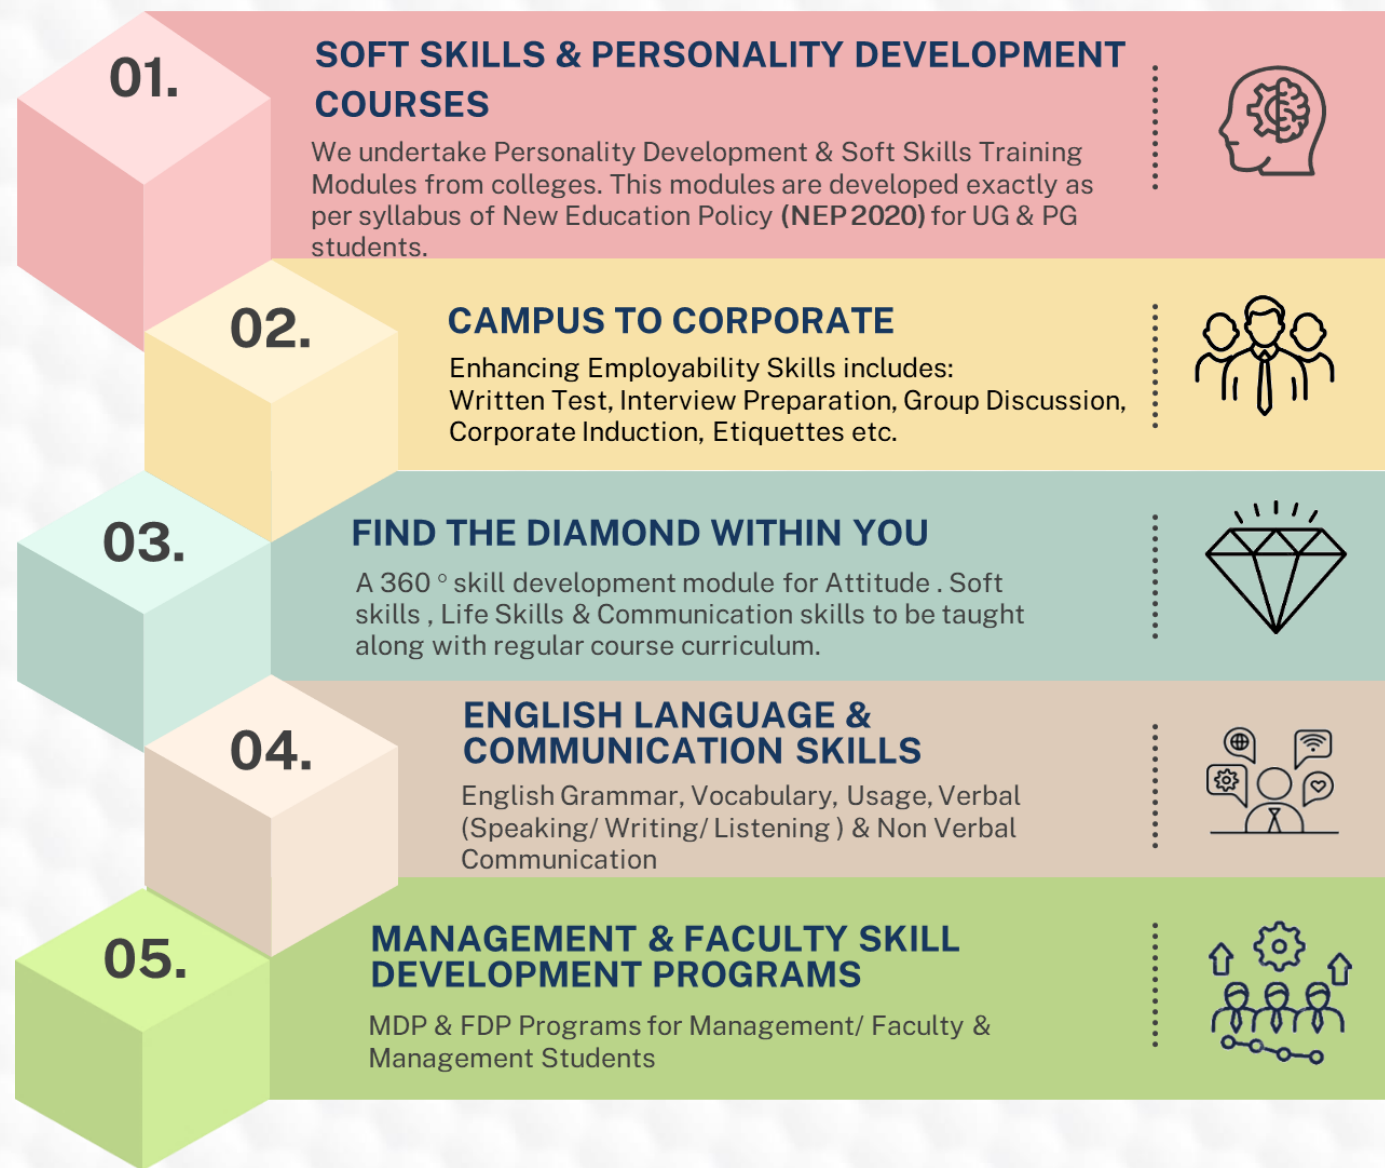 01.
SOFT SKILLS & PERSONALITY DEVELOPMENT
COURSES
We undertake Personality Development & Soft Skills Training
Modules from colleges. This modules are developed exactly as
per syllabus of New Education Policy (NEP 2020) for UG & PG
students.
02.
CAMPUS TO CORPORATE
Enhancing Employability Skills includes:
Written Test, Interview Preparation, Group Discussion,
Corporate Induction, Etiquettes etc.
03.
FIND THE DIAMOND WITHIN YOU
A 360 ° skill development module for Attitude . Soft
skills , Life Skills & Communication skills to be taught
along with regular course curriculum.
04.
ENGLISH LANGUAGE &
COMMUNICATION SKILLS
English Grammar, Vocabulary, Usage, Verbal
(Speaking/ Writing/ Listening ) & Non Verbal
Communication
05.
MANAGEMENT & FACULTY SKILL
DEVELOPMENT PROGRAMS
MDP & FDP Programs for Management/ Faculty &
Management Students